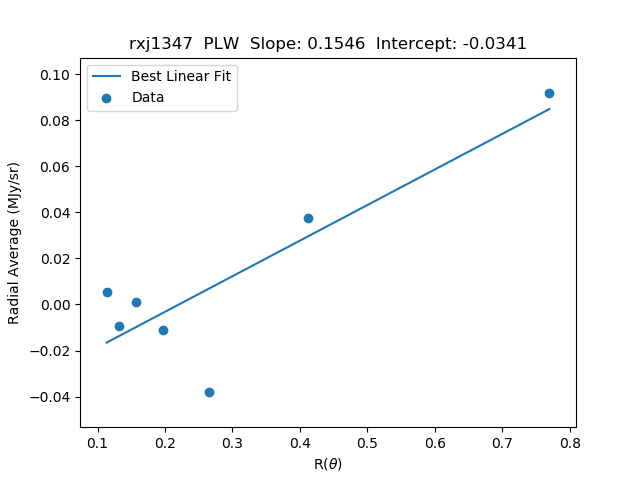 rxj1347  PLW  Slope: 0.1546  Intercept: -0.0341
Best Linear Fit
Data
Radial Average (MJy/sr)
0.10
0.08
0.06
0.04
0.02
0.00
−0.02
−0.04
0.1 0.2 0.3 0.4 0.5 0.6 0.7 0.8
R(θ)